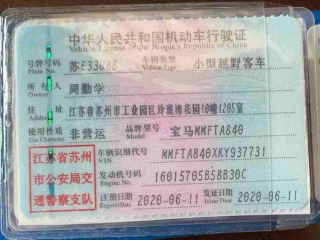 中华人民共和国机动车行驶证
Vehicle License of the People's Republic of China
号牌号码 苏E33U88 车辆类型 小型越野客车
Plate No. Vehicle Type
所有人 周勤学
Owner
住址 江苏省苏州市工业园区玲珑湾花园10幢1205室
Address
使用性质 非营运 品牌型号 宝马MMFTA840
Use Character Model
江苏省苏州 车辆识别代号 MMFTA840XKY937731
VIN
市公安局交 发动机号码 16015705B58B30C
Engine No.
通警察支队 注册日期 2020-06-11 发证日期 2020-06-11
Register Date Issue Date